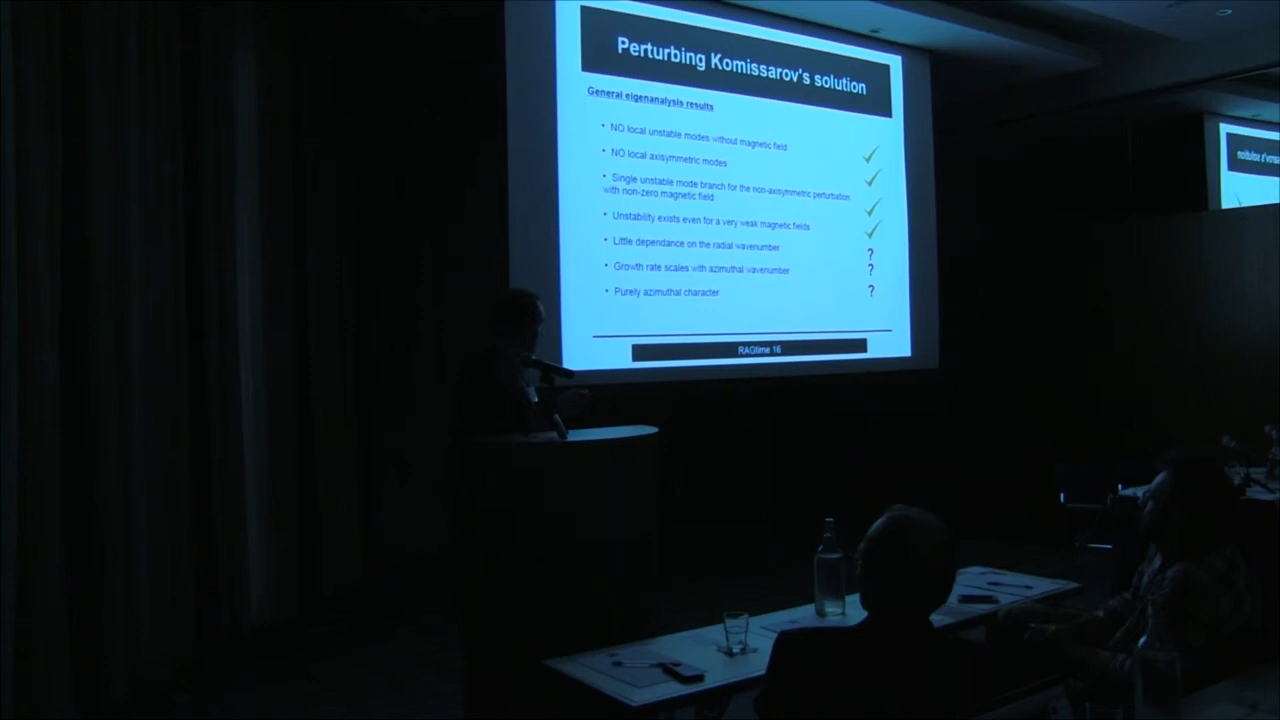 Perturbing Komissarov's solution
General eigenanalysis results
• NO local unstable modes without magnetic field
• NO local axisymmetric modes
• Single unstable mode branch for the non-axisymmetric perturbation
with non-zero magnetic field
• Unstability exists even for a very weak magnetic fields
• Little dependance on the radial wavenumber ?
• Growth rate scales with azimuthal wavenumber ?
• Purely azimuthal character ?
RAGtime 16